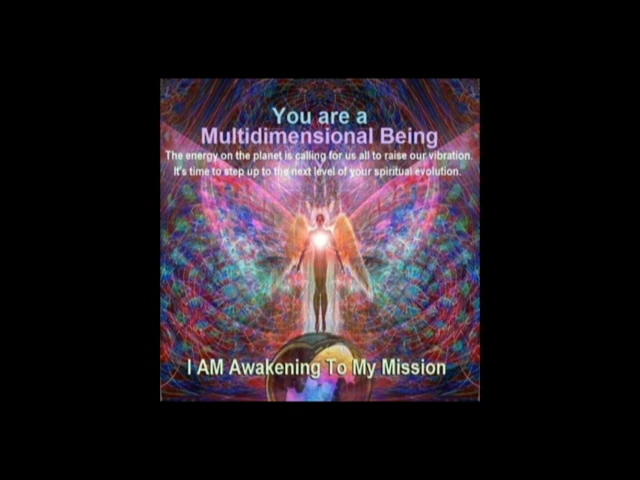 You are a
Multidimensional Being
The energy on the planet is calling for us all to raise our vibration.
It's time to step up to the next level of your spiritual evolution.
I AM Awakening To My Mission